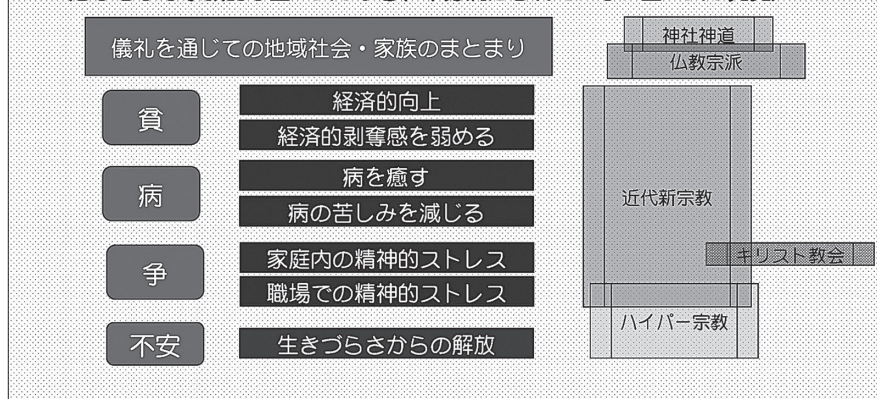 儀礼を通じての地域社会・家族のまとまり
神社神道
仏教宗派
貧
経済的向上
経済的剥奪感を弱める
病
病を癒す
病の苦しみを減じる
近代新宗教
争
家庭内の精神的ストレス
職場での精神的ストレス
キリスト教会
ハイパー宗教
不安
生きづらさからの解放